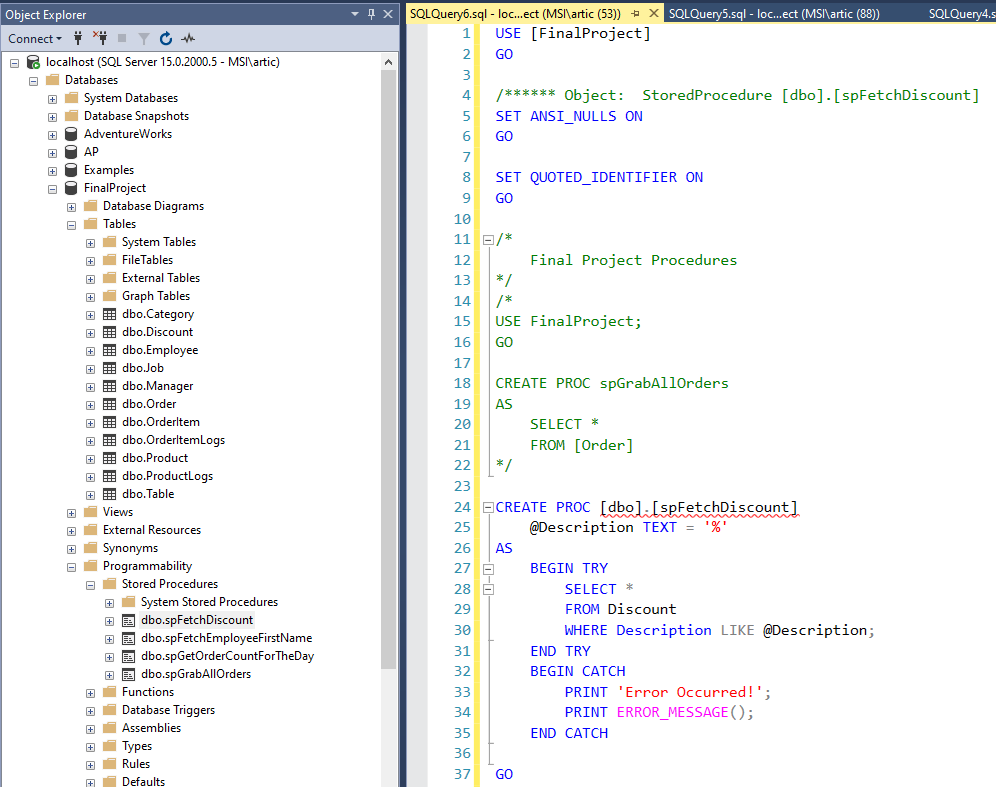 Object Explorer
Connect
localhost (SQL Server 15.0.2000.5 - MSI\artic)
Databases
System Databases
Database Snapshots
AdventureWorks
AP
Examples
FinalProject
Database Diagrams
Tables
System Tables
FileTables
External Tables
Graph Tables
dbo.Category
dbo.Discount
dbo.Employee
dbo.Job
dbo.Manager
dbo.Order
dbo.OrderItem
dbo.OrderItemLogs
dbo.Product
dbo.ProductLogs
dbo.Table
Views
External Resources
Synonyms
Programmability
Stored Procedures
System Stored Procedures
dbo.spFetchDiscount
dbo.spFetchEmployeeFirstName
dbo.spGetOrderCountForTheDay
dbo.spGrabAllOrders
Functions
Database Triggers
Assemblies
Types
Rules
Defaults
SQLQuery6.sql - loc...ect (MSI\artic (53)) SQLQuery5.sql - loc...ect (MSI\artic (88)) SQLQuery4.s
1 USE [FinalProject]
2 GO
3
4 /****** Object:  StoredProcedure [dbo].[spFetchDiscount]
5 SET ANSI_NULLS ON
6 GO
7
8 SET QUOTED_IDENTIFIER ON
9 GO
10
11 /*
12     Final Project Procedures
13 */
14 /*
15 USE FinalProject;
16 GO
17
18 CREATE PROC spGrabAllOrders
19 AS
20     SELECT *
21     FROM [Order]
22 */
23
24 CREATE PROC [dbo].[spFetchDiscount]
25     @Description TEXT = '%'
26 AS
27     BEGIN TRY
28         SELECT *
29         FROM Discount
30         WHERE Description LIKE @Description;
31     END TRY
32     BEGIN CATCH
33         PRINT 'Error Occurred!';
34         PRINT ERROR_MESSAGE();
35     END CATCH
36
37 GO